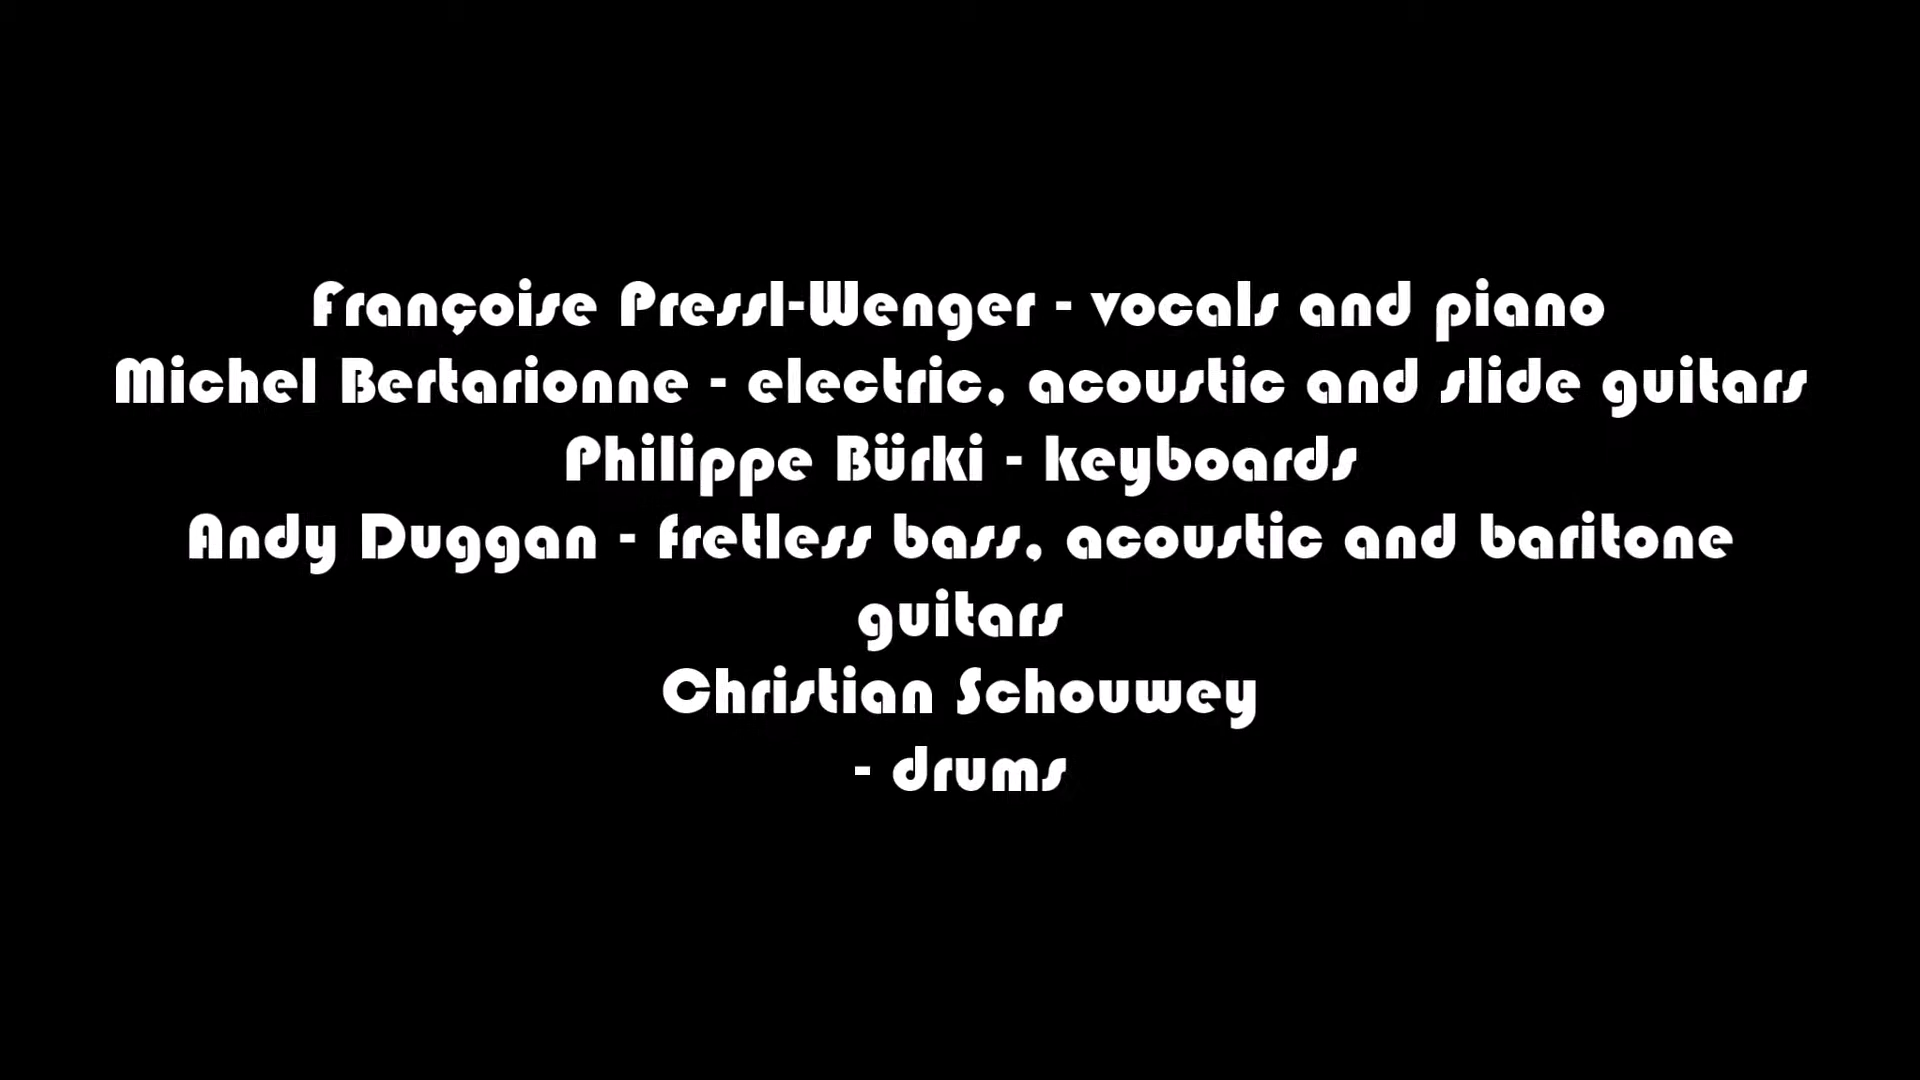 Françoise Pressl-Wenger - vocals and piano
Michel Bertarionne - electric, acoustic and slide guitars
Philippe Bürki - keyboards
Andy Duggan - fretless bass, acoustic and baritone
guitars
Christian Schouwey
- drums